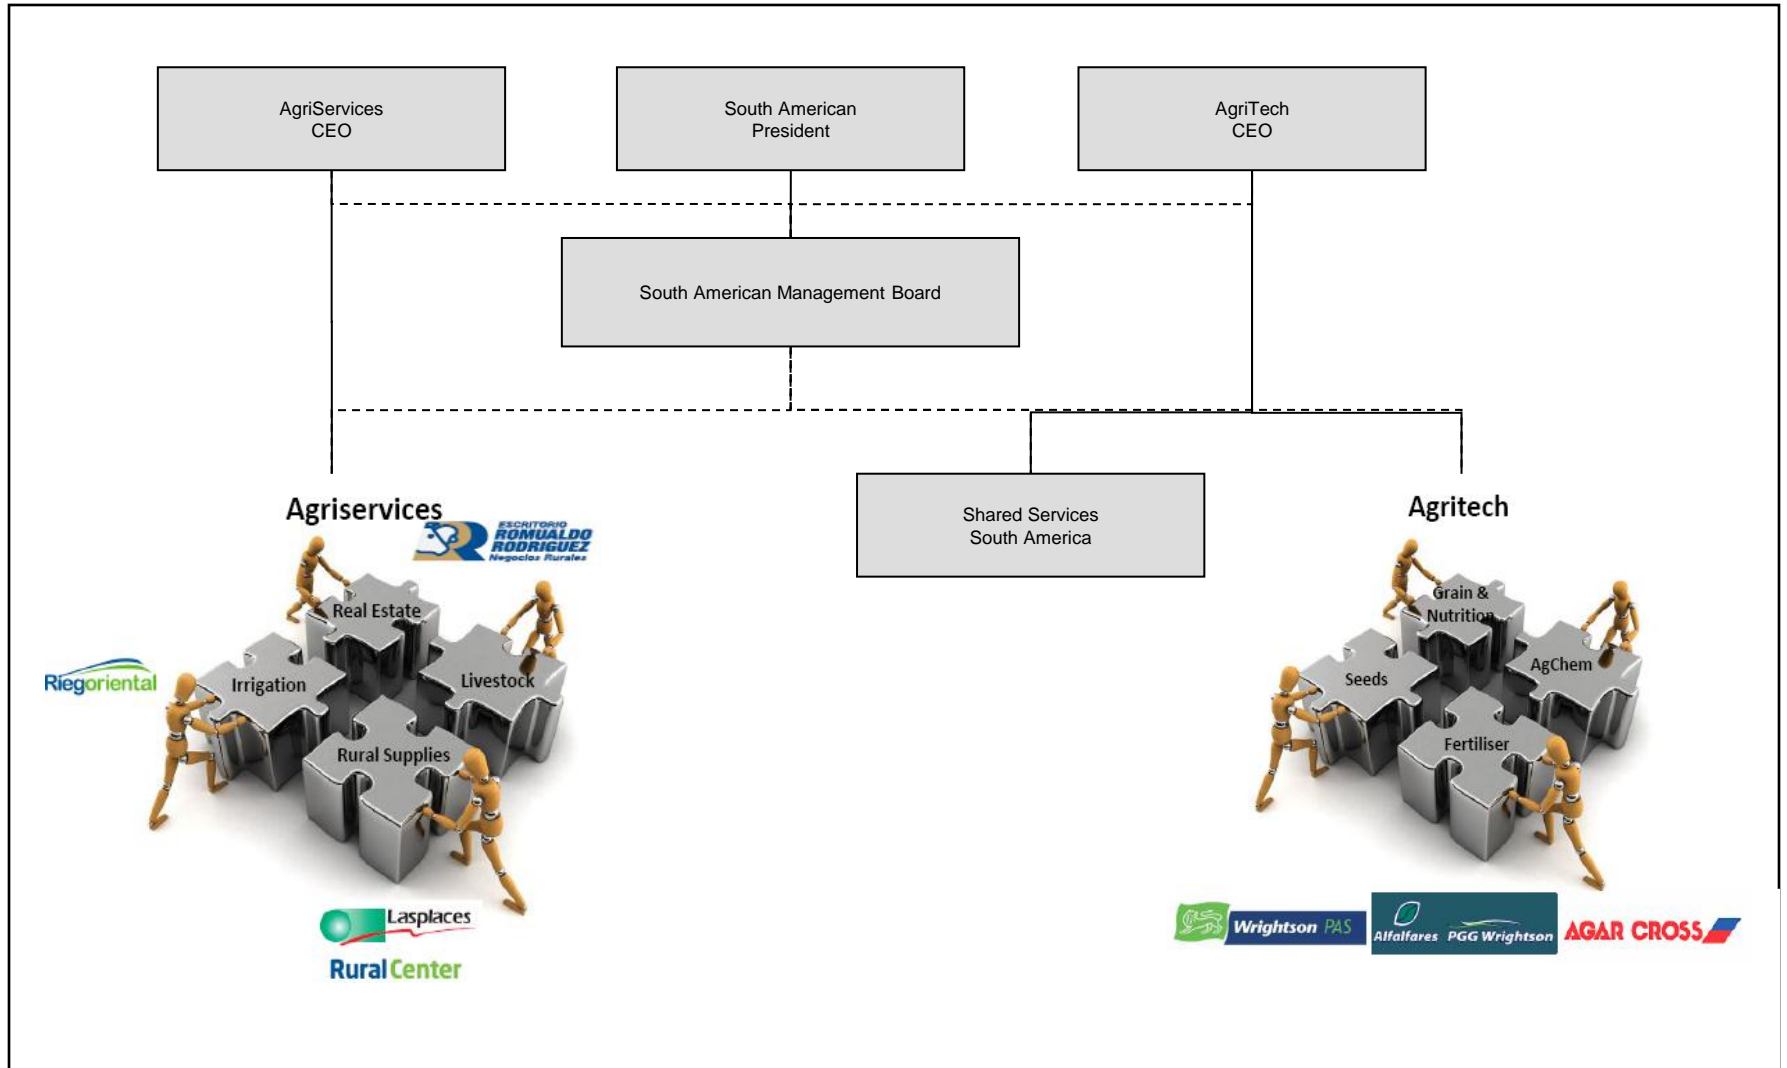 AgriServices
CEO
South American
President
AgriTech
CEO
South American Management Board
Shared Services
South America
Agriservices
ESCRITORIO
ROMUALDO
RODRIGUEZ
Negocios Rurales
Real Estate
Riegoriental
Irrigation
Livestock
Rural Supplies
Lasplaces
RuralCenter
Agritech
Grain &
Nutrition
AgChem
Seeds
Fertiliser
Wrightson PAS
Alfalfares PGG Wrightson
AGAR CROSS